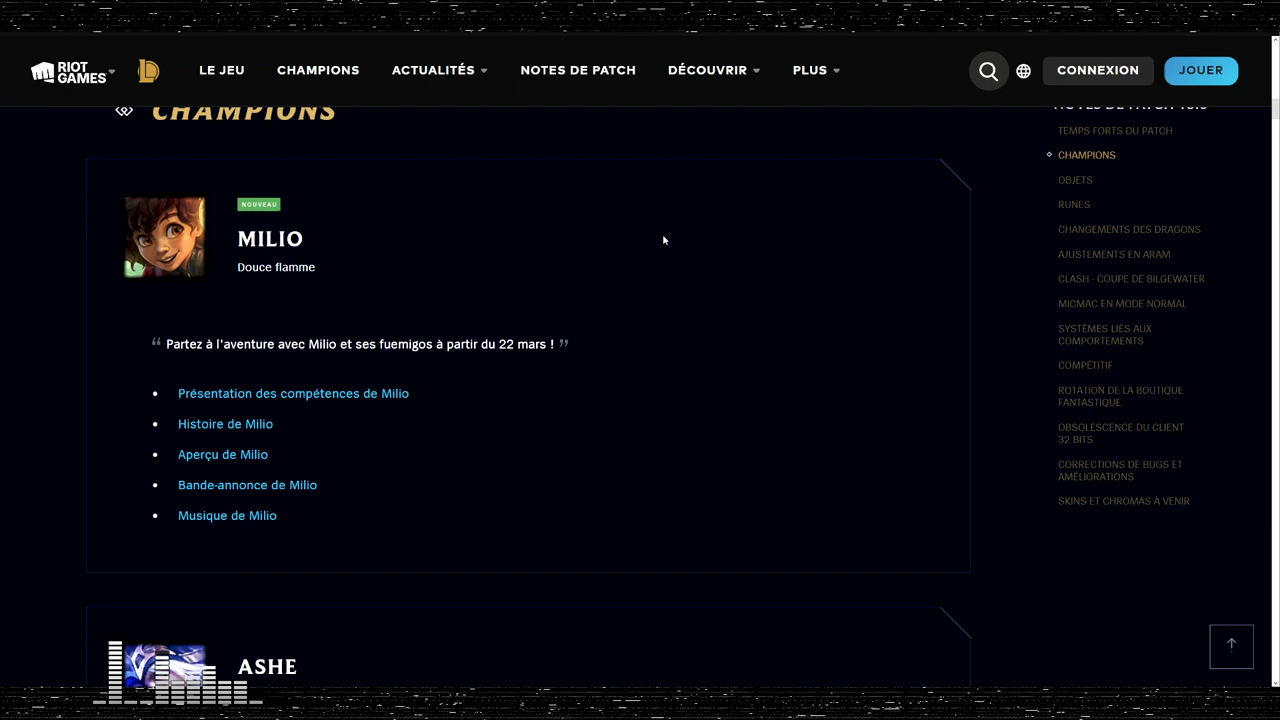 RIOT GAMES
LE JEU
CHAMPIONS
ACTUALITÉS
NOTES DE PATCH
DÉCOUVRIR
PLUS
CONNEXION
JOUER
CHAMPIONS
NOUVEAU
MILIO
Douce flamme
“ Partez à l'aventure avec Milio et ses fuemigos à partir du 22 mars ! ”
• Présentation des compétences de Milio
• Histoire de Milio
• Aperçu de Milio
• Bande-annonce de Milio
• Musique de Milio
ASHE
TEMPS FORTS DU PATCH
CHAMPIONS
OBJETS
RUNES
CHANGEMENTS DES DRAGONS
AJUSTEMENTS EN ARAM
CLASH - COUPE DE BILGEWATER
MICMAC EN MODE NORMAL
SYSTÈMES LIÉS AUX
COMPORTEMENTS
COMPÉTITIF
ROTATION DE LA BOUTIQUE
FANTASTIQUE
OBSOLESCENCE DU CLIENT
32 BITS
CORRECTIONS DE BUGS ET
AMÉLIORATIONS
SKINS ET CHROMAS À VENIR